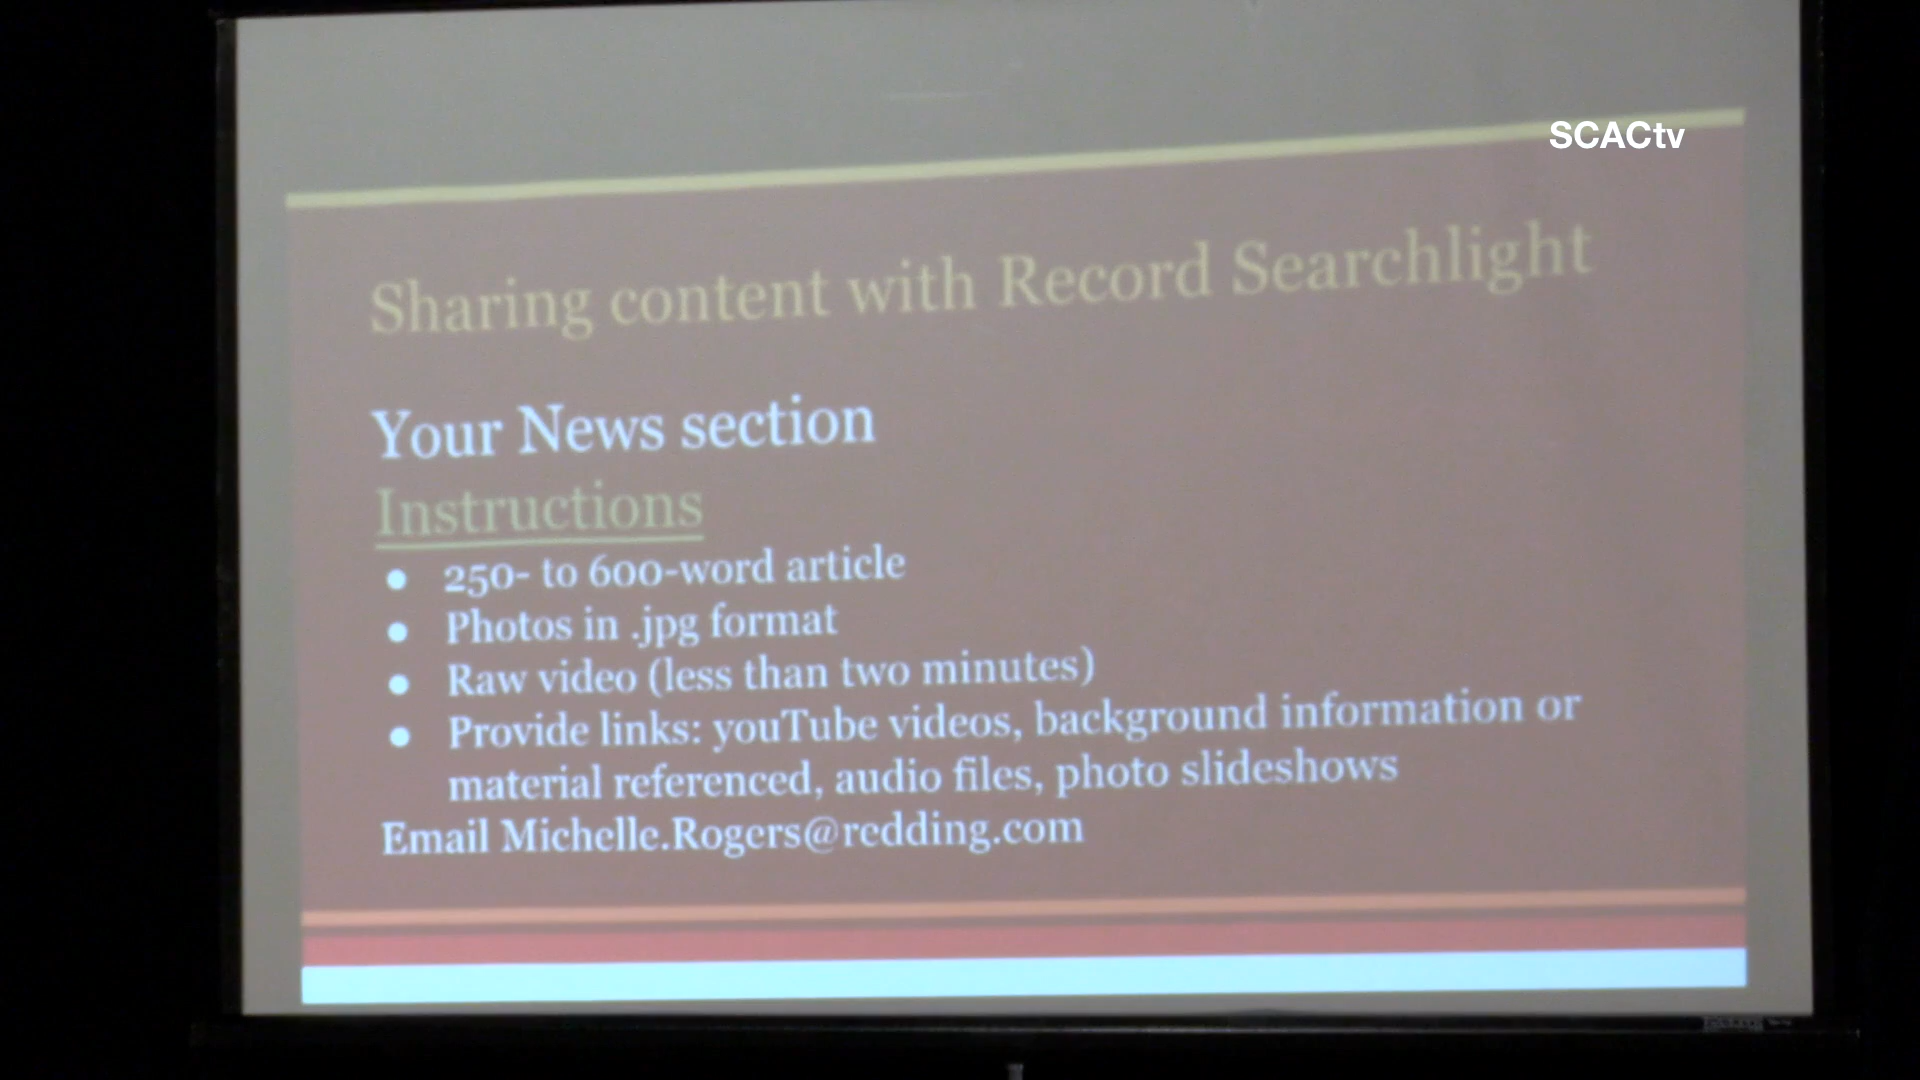 SCACtv
Sharing content with Record Searchlight
Your News section
Instructions
● 250- to 600-word article
● Photos in .jpg format
● Raw video (less than two minutes)
● Provide links: youTube videos, background information or
material referenced, audio files, photo slideshows
Email Michelle.Rogers@redding.com